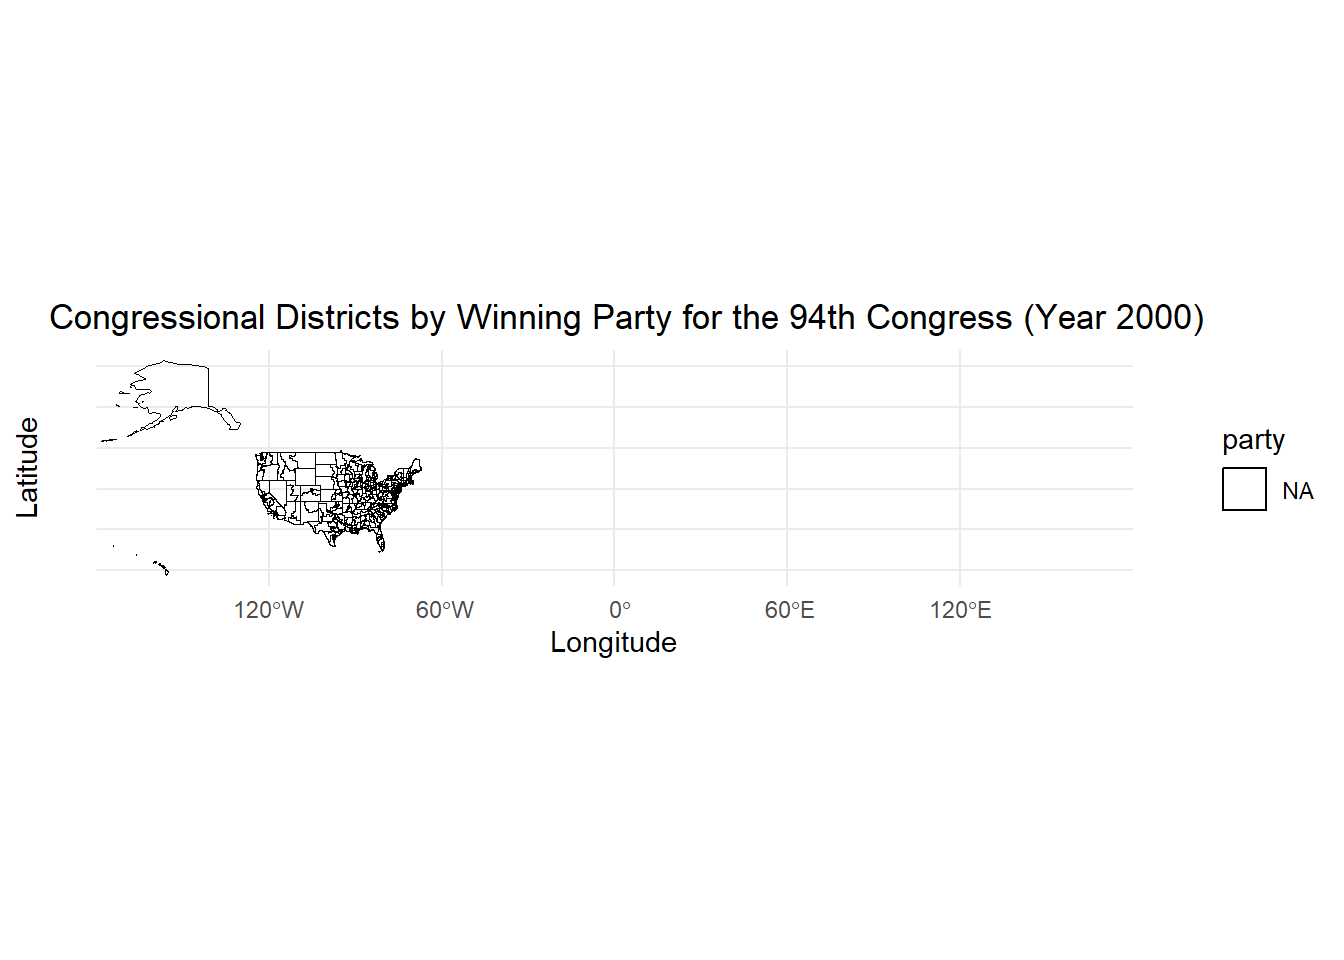 Congressional Districts by Winning Party for the 94th Congress (Year 2000)
Latitude
120°W 60°W 0° 60°E 120°E
Longitude
party
NA